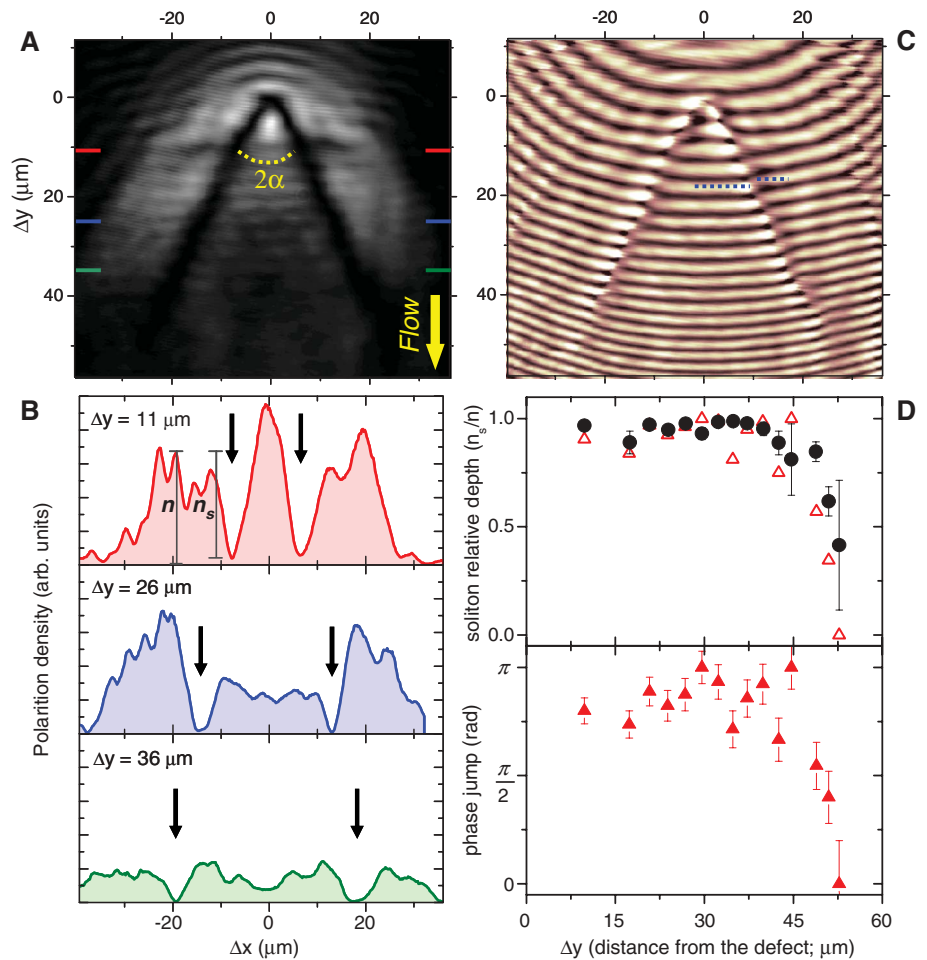 -20 0 20
-20 0 20
A
C
0
20
40
Δy (μm)
2α
Flow
0
20
40
B
Δy = 11 μm
n
ns
Δy = 26 μm
Δy = 36 μm
Polarition density (arb. units)
-20 0 20
Δx (μm)
D
1.0
0.5
0.0
soliton relative depth (ns/n)
π
π/2
0
phase jump (rad)
0 15 30 45 60
Δy (distance from the defect; μm)